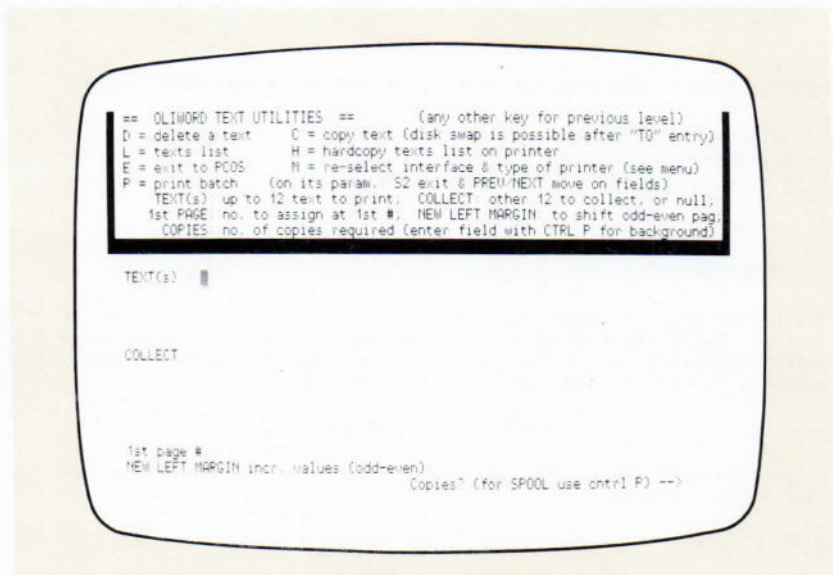 == OLIWORD TEXT UTILITIES == (any other key for previous level)
D = delete a text C = copy text (disk swap is possible after "TO" entry)
L = texts list H = hardcopy texts list on printer
E = exit to PCOS M = re-select interface & type of printer (see menu)
P = print batch (on its param. S2 exit & PREV/NEXT move on fields)
TEXT(s): up to 12 text to print; COLLECT: other 12 to collect, or null;
1st PAGE: no. to assign at 1st #; NEW LEFT MARGIN: to shift odd-even pag;
COPIES: no. of copies required (enter field with CTRL P for background)
TEXT(s) :
COLLECT
1st page #
NEW LEFT MARGIN incr. values (odd-even)
Copies? (for SPOOL use cntrl P) -->